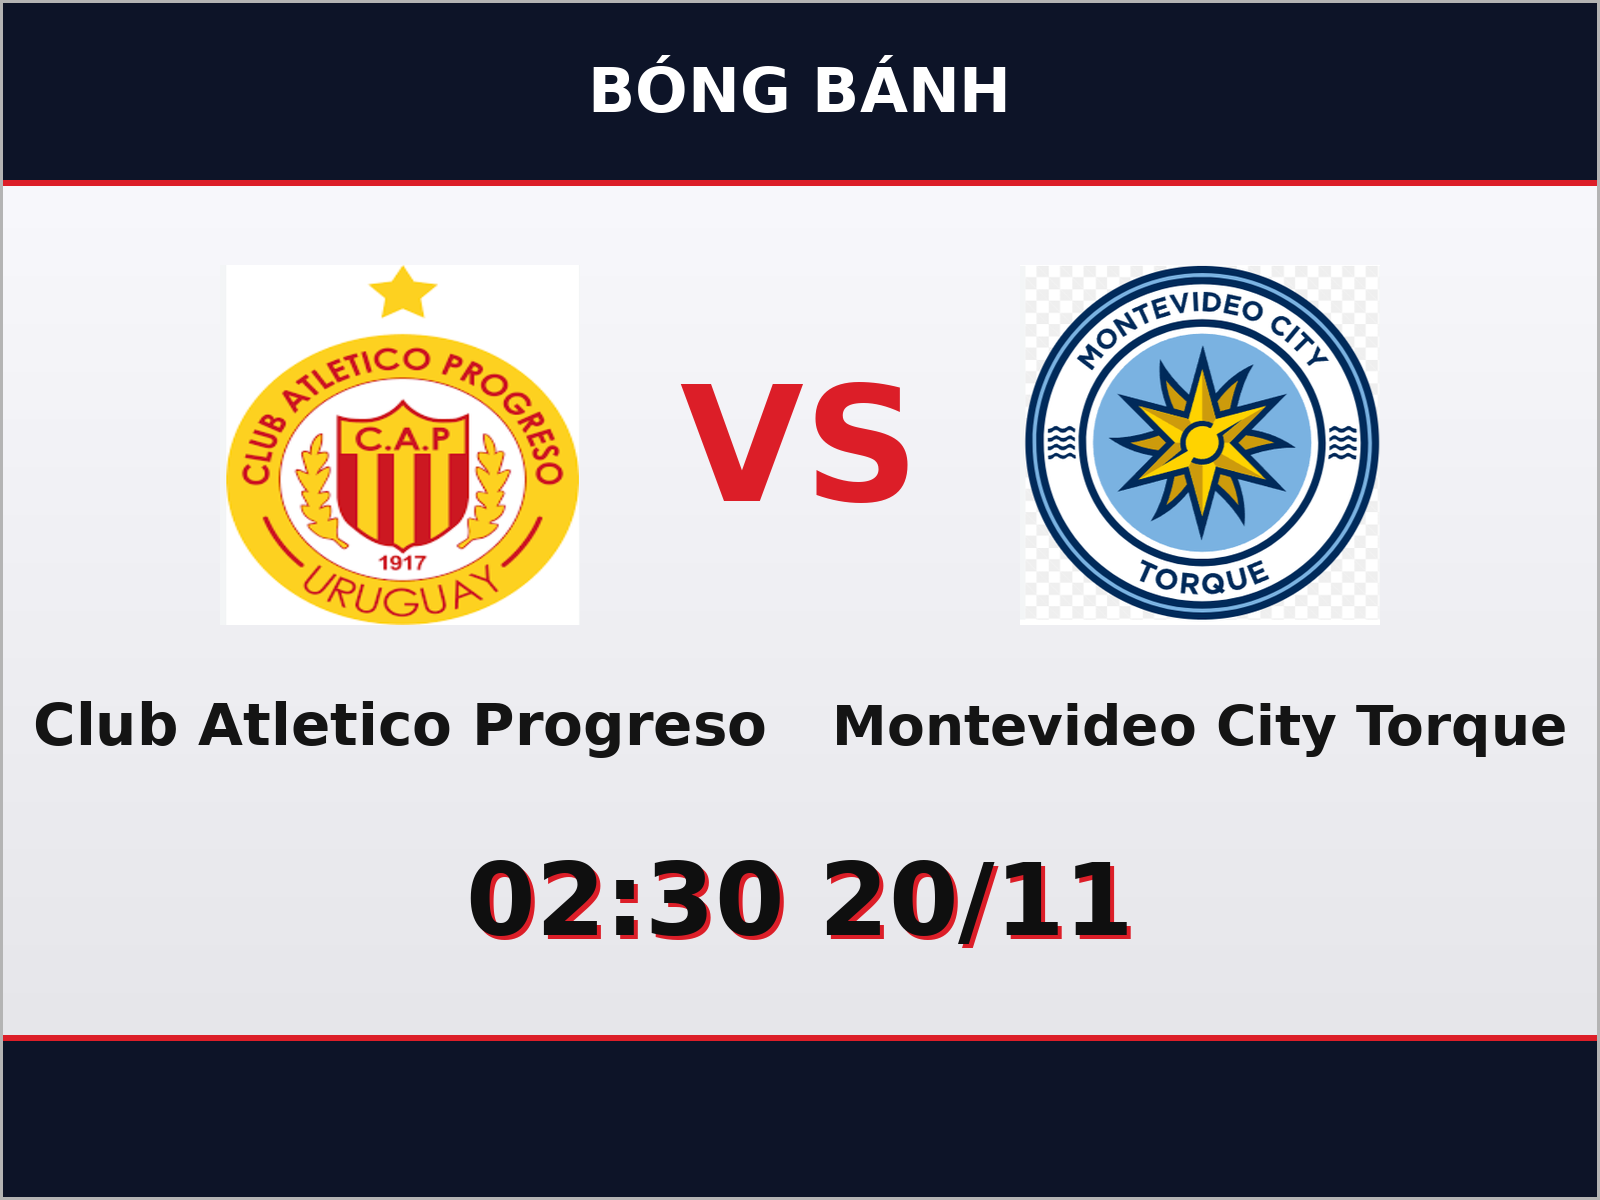 BÓNG BÁNH
CLUB ATLETICO PROGRESO
C.A.P
1917
URUGUAY
VS
MONTEVIDEO CITY
TORQUE
Club Atletico Progreso
Montevideo City Torque
02:30 20/11